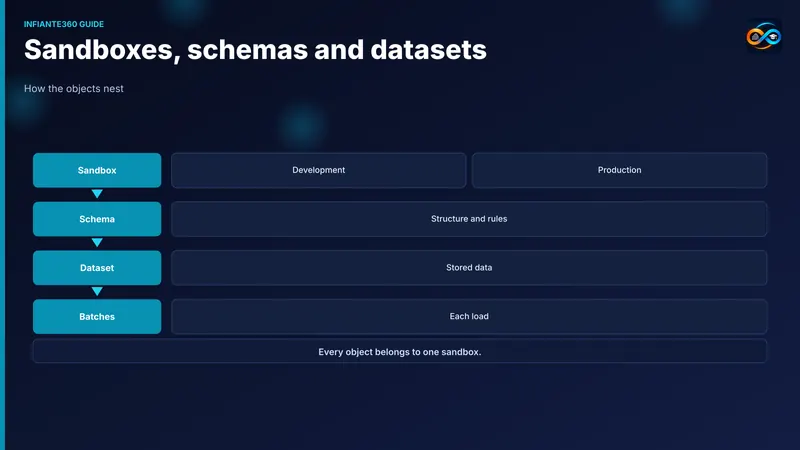 INFIANTE360 GUIDE
Sandboxes, schemas and datasets
How the objects nest
Sandbox
Development
Production
Schema
Structure and rules
Dataset
Stored data
Batches
Each load
Every object belongs to one sandbox.